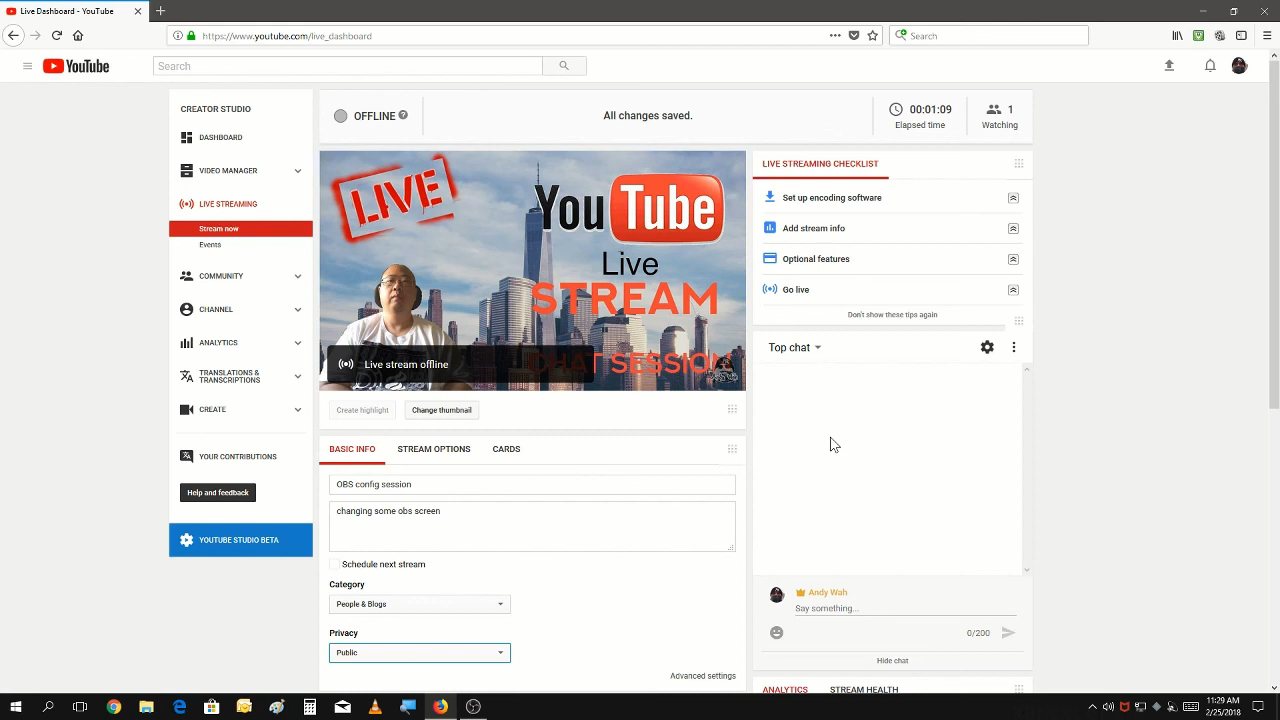 Live Dashboard - YouTube
https://www.youtube.com/live_dashboard
Search
YouTube
Search
CREATOR STUDIO
DASHBOARD
VIDEO MANAGER
LIVE STREAMING
Stream now
Events
COMMUNITY
CHANNEL
ANALYTICS
TRANSLATIONS &
TRANSCRIPTIONS
CREATE
YOUR CONTRIBUTIONS
Help and feedback
YOUTUBE STUDIO BETA
OFFLINE
All changes saved.
00:01:09
Elapsed time
1
Watching
LIVE
YouTube
Live
STREAM
CHAT SESSION
Live stream offline
Create highlight
Change thumbnail
BASIC INFO
STREAM OPTIONS
CARDS
OBS config session
changing some obs screen
Schedule next stream
Category
People & Blogs
Privacy
Public
Advanced settings
LIVE STREAMING CHECKLIST
Set up encoding software
Add stream info
Optional features
Go live
Don't show these tips again
Top chat
Andy Wah
Say something...
0/200
Hide chat
ANALYTICS
STREAM HEALTH
11:29 AM
2/25/2018